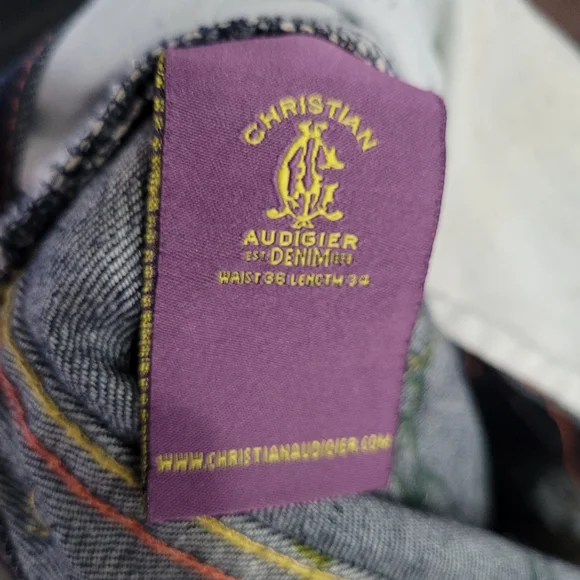 CHRISTIAN
AUDIGIER
EST. DENIM
WAIST 36 LENGTH 34
WWW.CHRISTIANAUDIGIER.COM